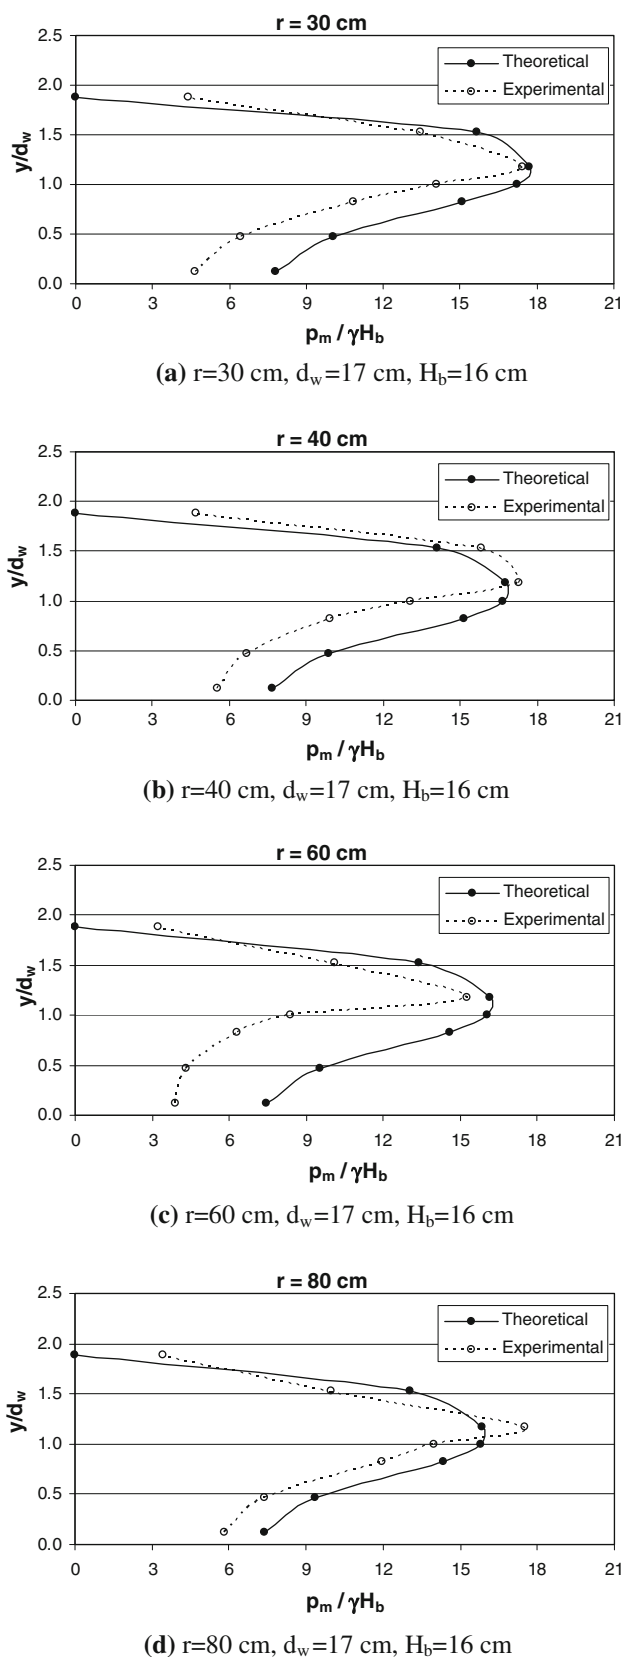 r = 30 cm
2.5
2.0
1.5
1.0
0.5
0.0
y/dw
Theoretical
Experimental
0 3 6 9 12 15 18 21
pm / γHb
(a) r=30 cm, dw=17 cm, Hb=16 cm
r = 40 cm
2.5
2.0
1.5
1.0
0.5
0.0
y/dw
Theoretical
Experimental
0 3 6 9 12 15 18 21
pm / γHb
(b) r=40 cm, dw=17 cm, Hb=16 cm
r = 60 cm
2.5
2.0
1.5
1.0
0.5
0.0
y/dw
Theoretical
Experimental
0 3 6 9 12 15 18 21
pm / γHb
(c) r=60 cm, dw=17 cm, Hb=16 cm
r = 80 cm
2.5
2.0
1.5
1.0
0.5
0.0
y/dw
Theoretical
Experimental
0 3 6 9 12 15 18 21
pm / γHb
(d) r=80 cm, dw=17 cm, Hb=16 cm